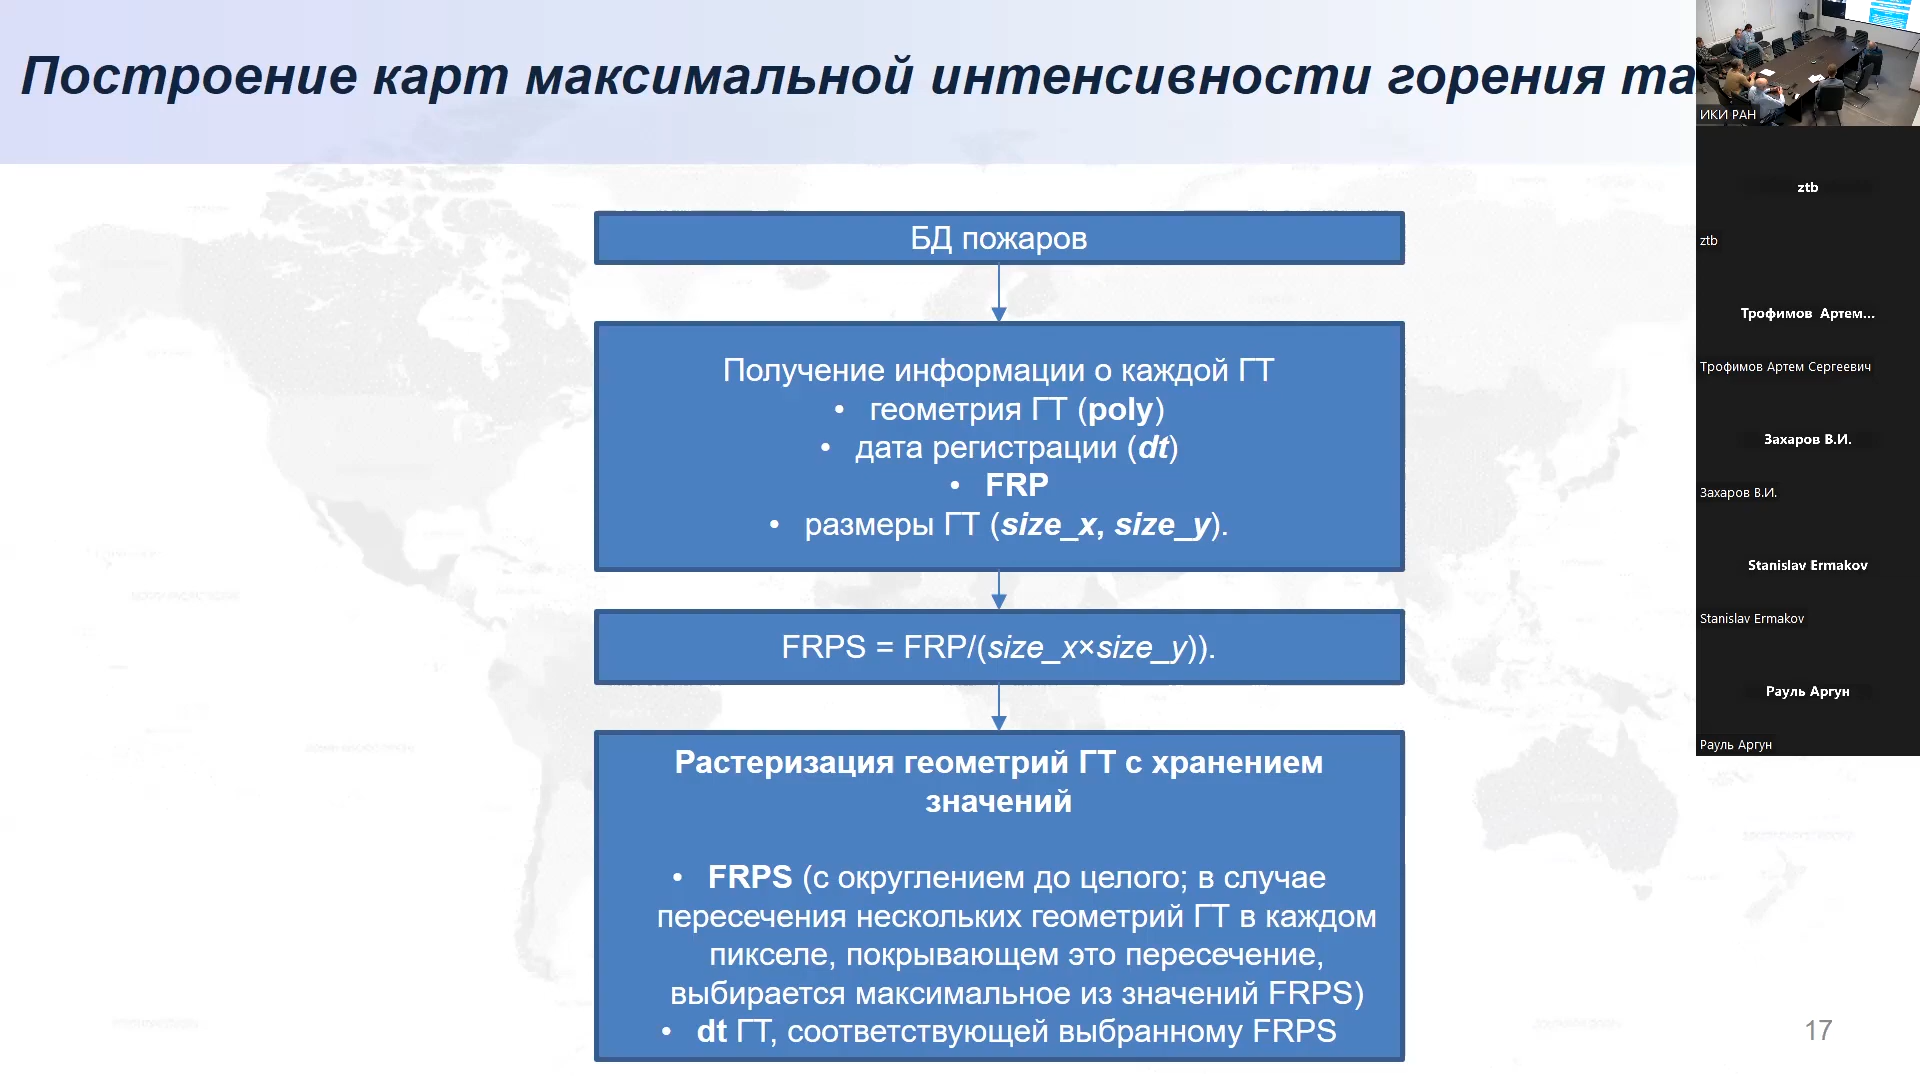 Построение карт максимальной интенсивности горения та
БД пожаров
Получение информации о каждой ГТ
• геометрия ГТ (poly)
• дата регистрации (dt)
• FRP
• размеры ГТ (size_x, size_y).
FRPS = FRP/(size_x×size_y)).
Растеризация геометрий ГТ с хранением
значений
• FRPS (с округлением до целого; в случае
пересечения нескольких геометрий ГТ в каждом
пикселе, покрывающем это пересечение,
выбирается максимальное из значений FRPS)
• dt ГТ, соответствующей выбранному FRPS
17
ИКИ РАН
ztb
ztb
Трофимов Артем...
Трофимов Артем Сергеевич
Захаров В.И.
Захаров В.И.
Stanislav Ermakov
Stanislav Ermakov
Рауль Аргун
Рауль Аргун